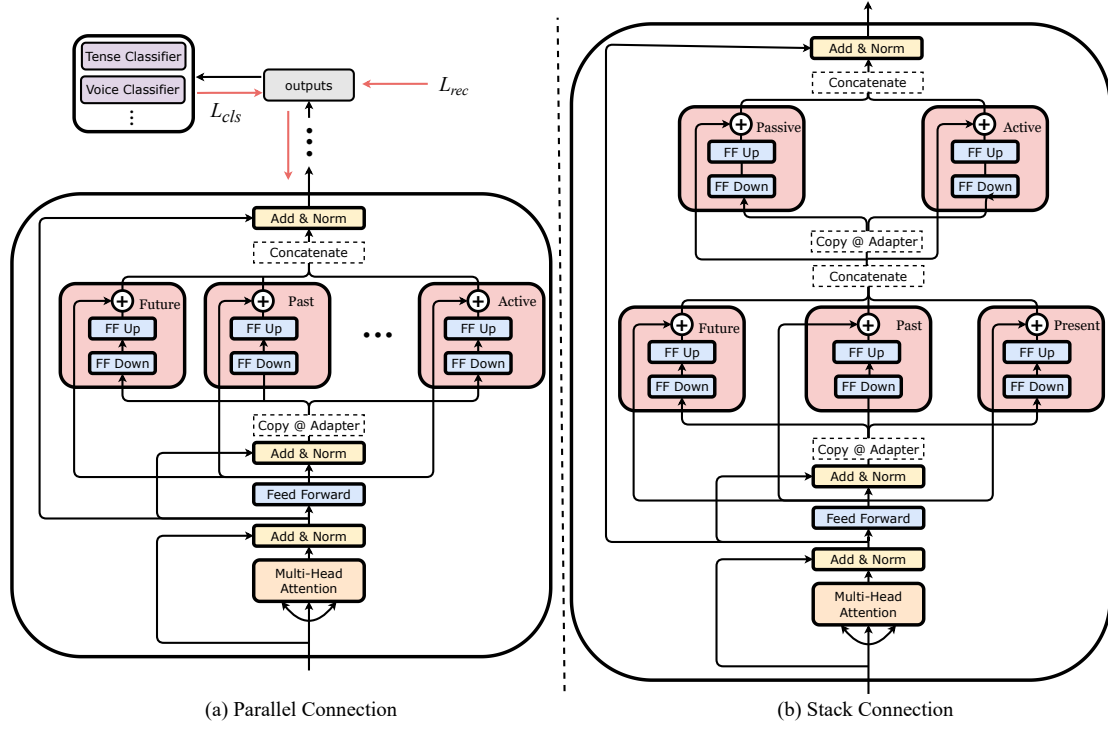 Tense Classifier
Voice Classifier
⋮
L_cls
outputs
L_rec
Add & Norm
Concatenate
Future
Past
Active
FF Up
FF Up
FF Up
FF Down
FF Down
FF Down
Copy @ Adapter
Add & Norm
Feed Forward
Add & Norm
Multi-Head
Attention
(a) Parallel Connection
Add & Norm
Concatenate
Passive
Active
FF Up
FF Up
FF Down
FF Down
Copy @ Adapter
Concatenate
Future
Past
Present
FF Up
FF Up
FF Up
FF Down
FF Down
FF Down
Copy @ Adapter
Add & Norm
Feed Forward
Add & Norm
Multi-Head
Attention
(b) Stack Connection